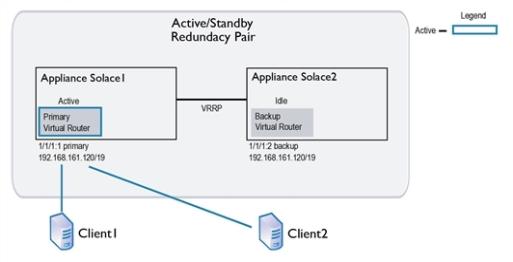 Active/Standby
Redundacy Pair
Legend
Active
Appliance Solace1
Active
Primary
Virtual Router
1/1/1:1 primary
192.168.161.120/19
VRRP
Appliance Solace2
Idle
Backup
Virtual Router
1/1/1:2 backup
192.168.161.120/19
Client1
Client2